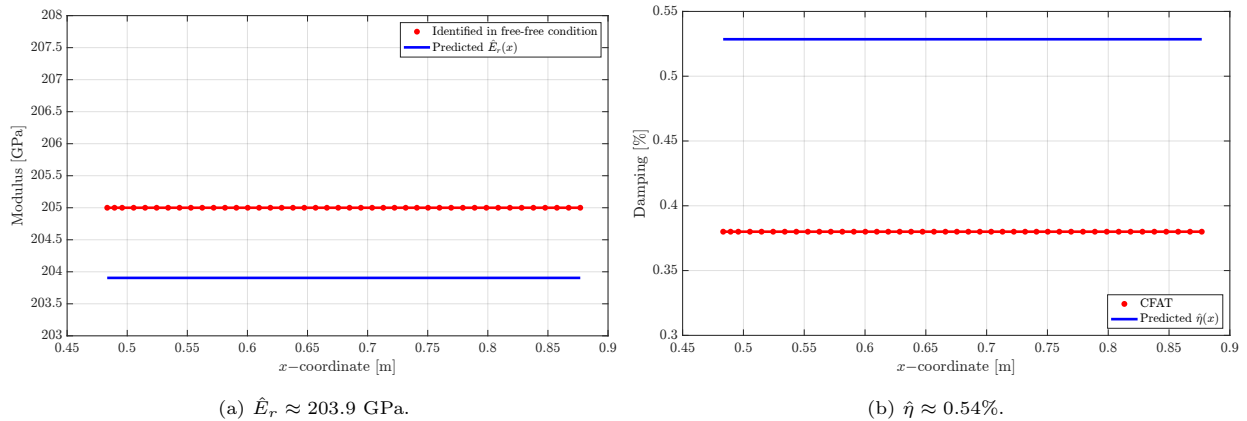 208
207.5
207
206.5
206
205.5
205
204.5
204
203.5
203
Modulus [GPa]
Identified in free-free condition
Predicted Êᵣ(x)
0.45 0.5 0.55 0.6 0.65 0.7 0.75 0.8 0.85 0.9
x−coordinate [m]
(a) Êᵣ ≈ 203.9 GPa.
0.55
0.5
0.45
0.4
0.35
0.3
Damping [%]
CFAT
Predicted η̂(x)
0.45 0.5 0.55 0.6 0.65 0.7 0.75 0.8 0.85 0.9
x−coordinate [m]
(b) η̂ ≈ 0.54%.